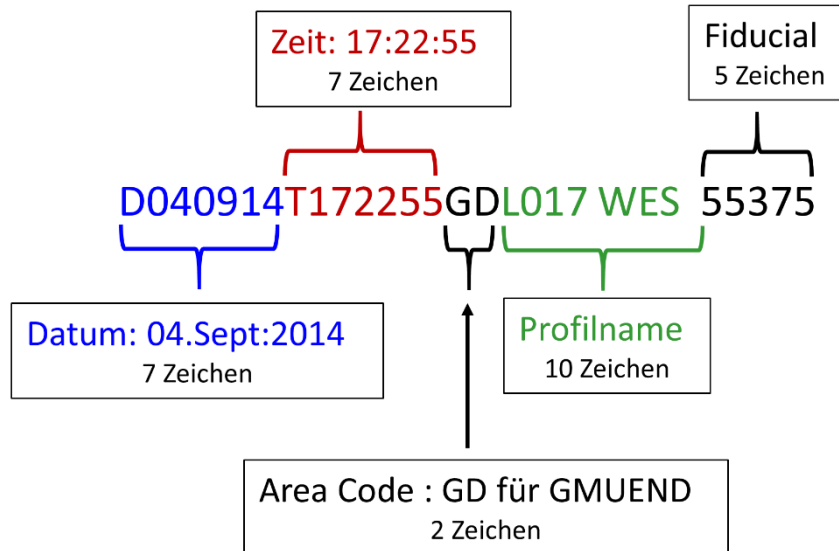 Zeit: 17:22:55
7 Zeichen
Fiducial
5 Zeichen
D040914T172255GDL017 WES 55375
Datum: 04.Sept:2014
7 Zeichen
Profilname
10 Zeichen
Area Code : GD für GMUEND
2 Zeichen